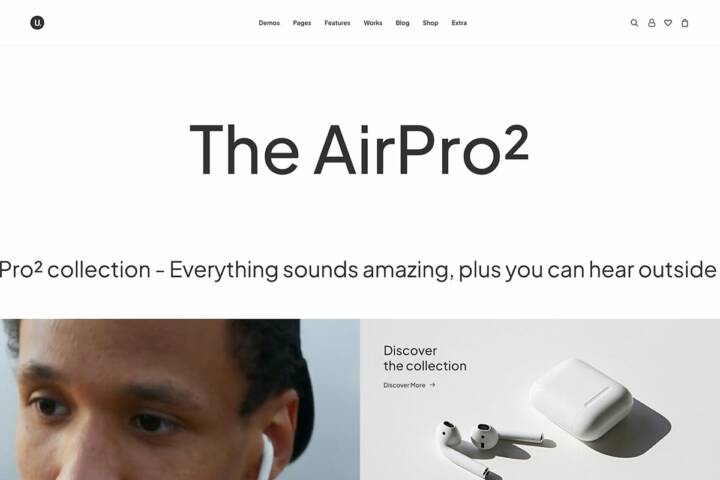 U.
Demos Pages Features Works Blog Shop Extra
The AirPro²
Pro² collection – Everything sounds amazing, plus you can hear outside
Discover
the collection
Discover More →